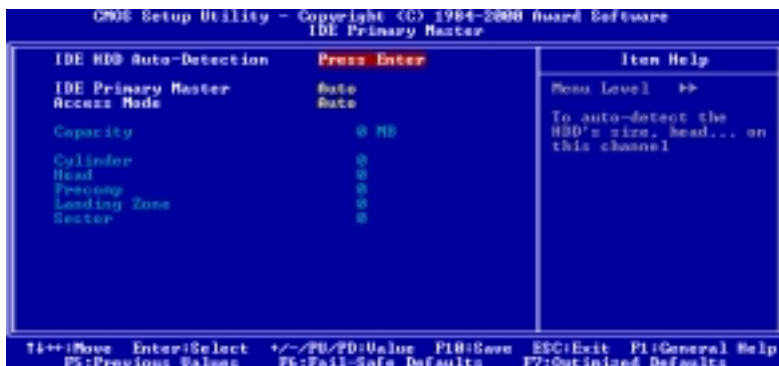 CMOS Setup Utility - Copyright (C) 1984-2000 Award Software
IDE Primary Master
IDE HDD Auto-Detection Press Enter
Item Help
IDE Primary Master Auto
Access Mode Auto
Menu Level ▶▶
To auto-detect the
HDD's size, head... on
this channel
Capacity 0 MB
Cylinder 0
Head 0
Precomp 0
Landing Zone 0
Sector 0
↑↓←→:Move Enter:Select +/-/PU/PD:Value F10:Save ESC:Exit F1:General Help
F5:Previous Values F6:Fail-Safe Defaults F7:Optimized Defaults